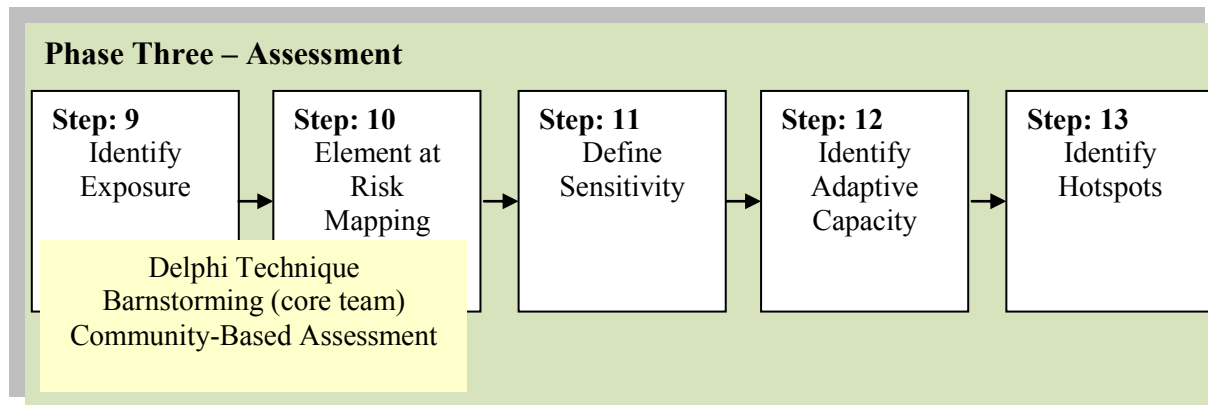 Phase Three – Assessment
Step: 9
Identify
Exposure
Step: 10
Element at
Risk
Mapping
Step: 11
Define
Sensitivity
Step: 12
Identify
Adaptive
Capacity
Step: 13
Identify
Hotspots
Delphi Technique
Barnstorming (core team)
Community-Based Assessment